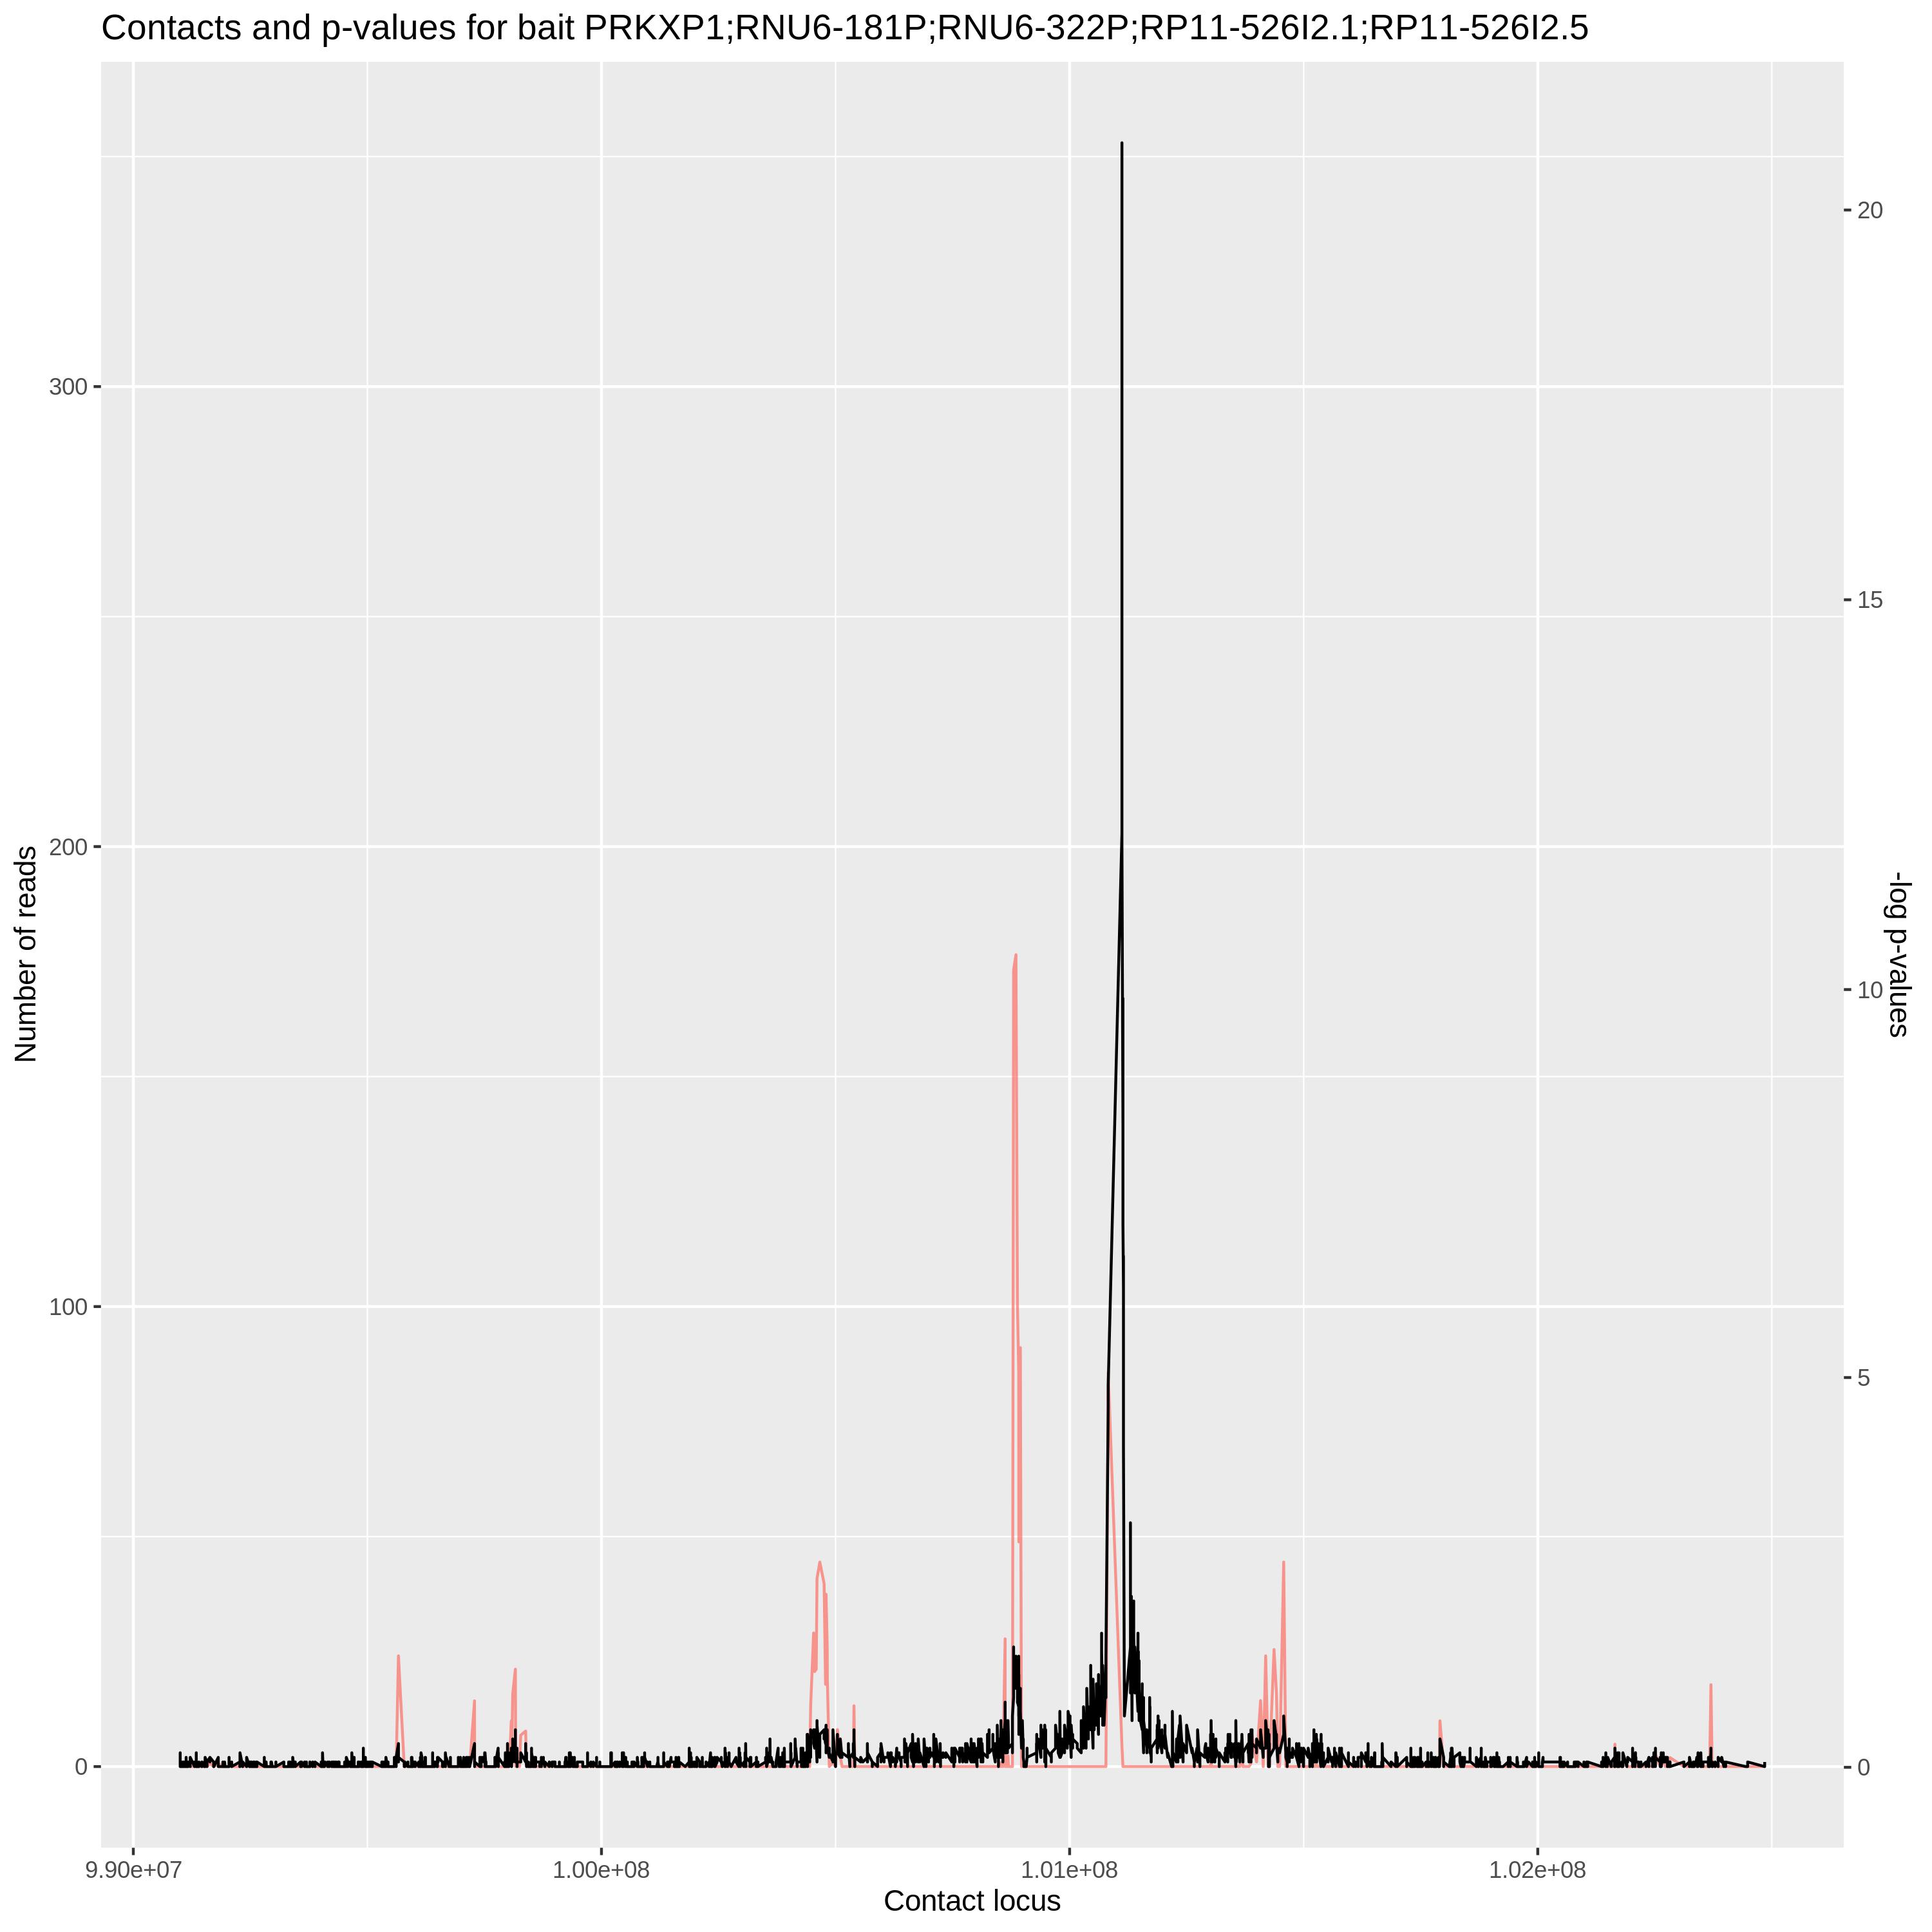 Contacts and p-values for bait PRKXP1;RNU6-181P;RNU6-322P;RP11-526I2.1;RP11-526I2.5
300
200
100
0
Number of reads
20
15
10
5
0
-log p-values
9.90e+07
1.00e+08
1.01e+08
1.02e+08
Contact locus